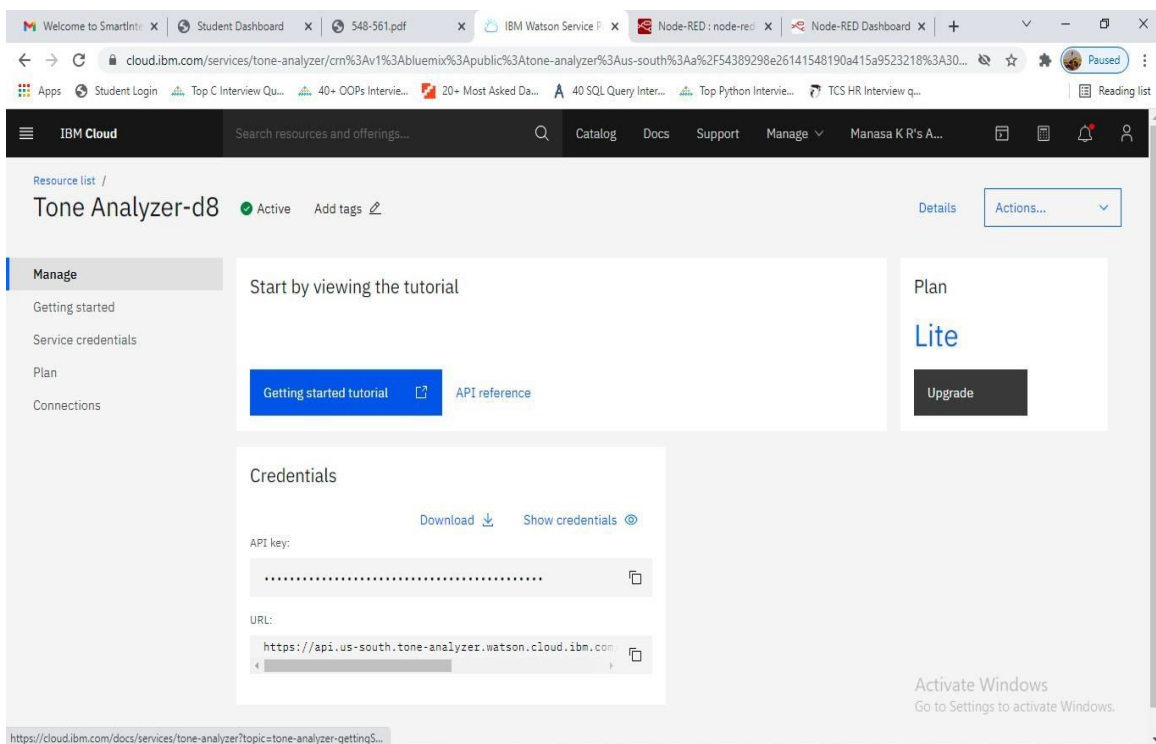 Welcome to SmartInte Student Dashboard 548-561.pdf IBM Watson Service P Node-RED : node-red Node-RED Dashboard
cloud.ibm.com/services/tone-analyzer/crn%3Av1%3Abluemix%3Apublic%3Atone-analyzer%3Aus-south%3Aa%2F54389298e26141548190a415a9523218%3A30... Paused
Apps Student Login Top C Interview Qu... 40+ OOPs Intervie... 20+ Most Asked Da... 40 SQL Query Inter... Top Python Intervie... TCS HR Interview q... Reading list
IBM Cloud Search resources and offerings... Catalog Docs Support Manage Manasa K R's A...
Resource list /
Tone Analyzer-d8 Active Add tags Details Actions...
Manage
Getting started
Service credentials
Plan
Connections
Start by viewing the tutorial
Getting started tutorial API reference
Plan
Lite
Upgrade
Credentials
Download Show credentials
API key:
URL:
https://api.us-south.tone-analyzer.watson.cloud.ibm.com
Activate Windows
Go to Settings to activate Windows.
https://cloud.ibm.com/docs/services/tone-analyzer?topic=tone-analyzer-gettingS...